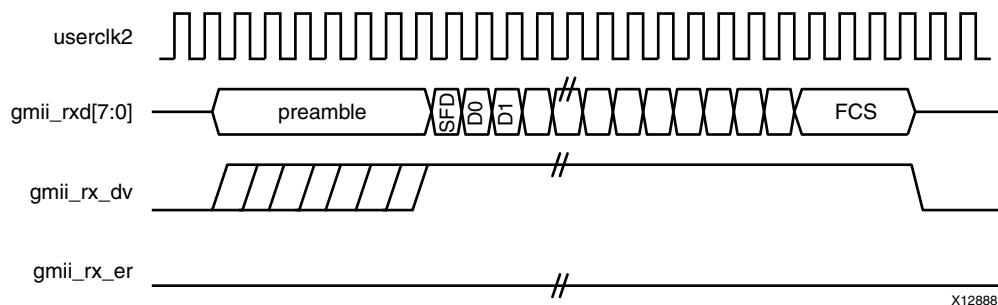 userclk2
gmii_rxd[7:0]
preamble
SFD
D0
D1
FCS
gmii_rx_dv
gmii_rx_er
X12888